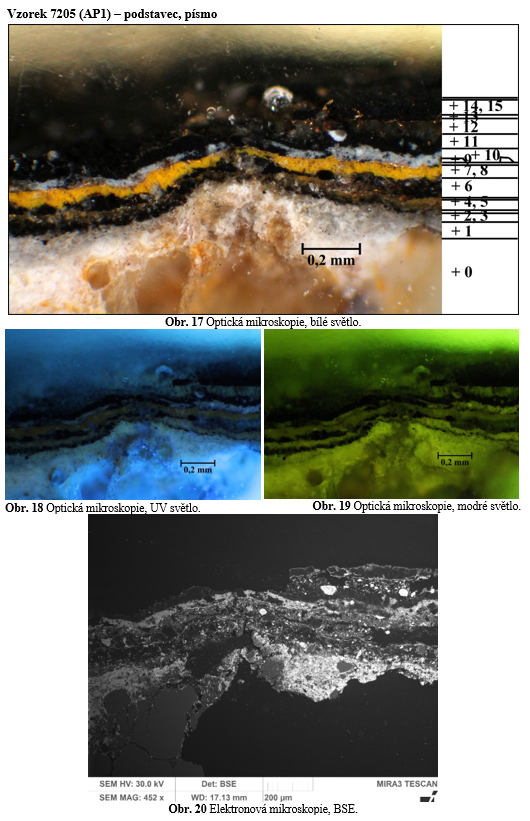 Vzorek 7205 (AP1) – podstavec, písmo
+ 14, 15
+ 13
+ 12
+ 11
+ 10
+ 9
+ 7, 8
+ 6
+ 4, 5
+ 2, 3
+ 1
+ 0
0,2 mm
Obr. 17 Optická mikroskopie, bílé světlo.
0,2 mm
0,2 mm
Obr. 18 Optická mikroskopie, UV světlo.
Obr. 19 Optická mikroskopie, modré světlo.
SEM HV: 30.0 kV Det: BSE MIRA3 TESCAN
SEM MAG: 452 x WD: 17.13 mm 200 µm
Obr. 20 Elektronová mikroskopie, BSE.